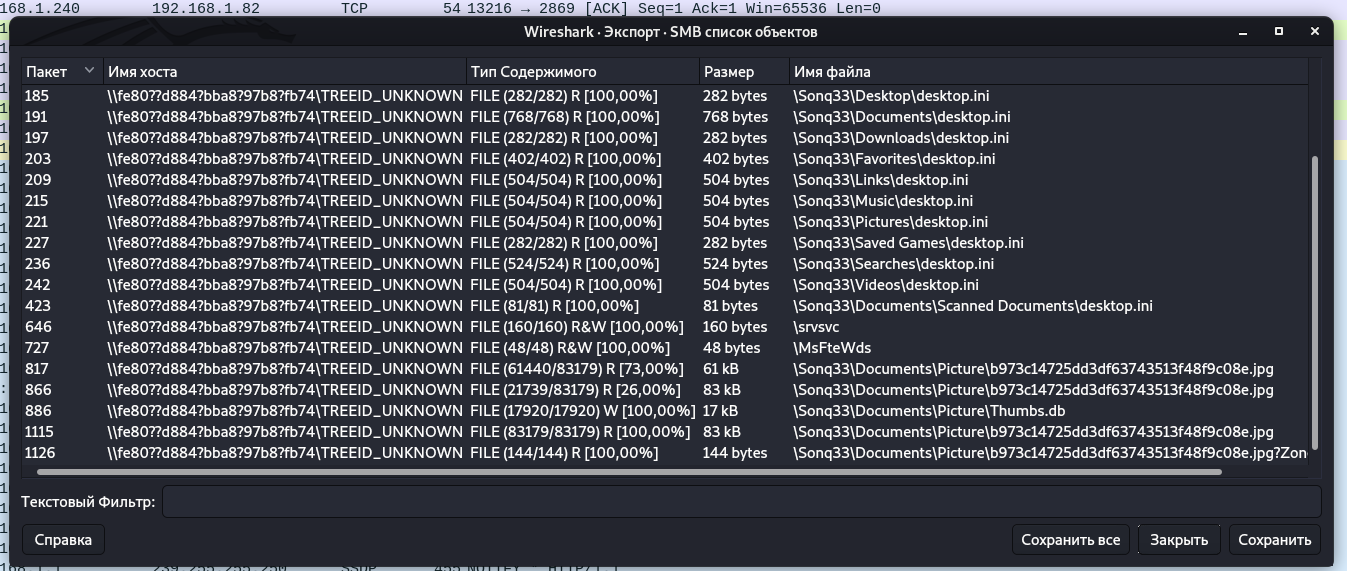 168.1.240 192.168.1.82 TCP 54 13216 → 2869 [ACK] Seq=1 Ack=1 Win=65536 Len=0
Wireshark · Экспорт · SMB список объектов
Пакет Имя хоста Тип Содержимого Размер Имя файла
185 \\fe80??d884?bba8?97b8?fb74\TREEID_UNKNOWN FILE (282/282) R [100,00%] 282 bytes \Sonq33\Desktop\desktop.ini
191 \\fe80??d884?bba8?97b8?fb74\TREEID_UNKNOWN FILE (768/768) R [100,00%] 768 bytes \Sonq33\Documents\desktop.ini
197 \\fe80??d884?bba8?97b8?fb74\TREEID_UNKNOWN FILE (282/282) R [100,00%] 282 bytes \Sonq33\Downloads\desktop.ini
203 \\fe80??d884?bba8?97b8?fb74\TREEID_UNKNOWN FILE (402/402) R [100,00%] 402 bytes \Sonq33\Favorites\desktop.ini
209 \\fe80??d884?bba8?97b8?fb74\TREEID_UNKNOWN FILE (504/504) R [100,00%] 504 bytes \Sonq33\Links\desktop.ini
215 \\fe80??d884?bba8?97b8?fb74\TREEID_UNKNOWN FILE (504/504) R [100,00%] 504 bytes \Sonq33\Music\desktop.ini
221 \\fe80??d884?bba8?97b8?fb74\TREEID_UNKNOWN FILE (504/504) R [100,00%] 504 bytes \Sonq33\Pictures\desktop.ini
227 \\fe80??d884?bba8?97b8?fb74\TREEID_UNKNOWN FILE (282/282) R [100,00%] 282 bytes \Sonq33\Saved Games\desktop.ini
236 \\fe80??d884?bba8?97b8?fb74\TREEID_UNKNOWN FILE (524/524) R [100,00%] 524 bytes \Sonq33\Searches\desktop.ini
242 \\fe80??d884?bba8?97b8?fb74\TREEID_UNKNOWN FILE (504/504) R [100,00%] 504 bytes \Sonq33\Videos\desktop.ini
423 \\fe80??d884?bba8?97b8?fb74\TREEID_UNKNOWN FILE (81/81) R [100,00%] 81 bytes \Sonq33\Documents\Scanned Documents\desktop.ini
646 \\fe80??d884?bba8?97b8?fb74\TREEID_UNKNOWN FILE (160/160) R&W [100,00%] 160 bytes \srvsvc
727 \\fe80??d884?bba8?97b8?fb74\TREEID_UNKNOWN FILE (48/48) R&W [100,00%] 48 bytes \MsFteWds
817 \\fe80??d884?bba8?97b8?fb74\TREEID_UNKNOWN FILE (61440/83179) R [73,00%] 61 kB \Sonq33\Documents\Picture\b973c14725dd3df63743513f48f9c08e.jpg
866 \\fe80??d884?bba8?97b8?fb74\TREEID_UNKNOWN FILE (21739/83179) R [26,00%] 83 kB \Sonq33\Documents\Picture\b973c14725dd3df63743513f48f9c08e.jpg
886 \\fe80??d884?bba8?97b8?fb74\TREEID_UNKNOWN FILE (17920/17920) W [100,00%] 17 kB \Sonq33\Documents\Picture\Thumbs.db
1115 \\fe80??d884?bba8?97b8?fb74\TREEID_UNKNOWN FILE (83179/83179) R [100,00%] 83 kB \Sonq33\Documents\Picture\b973c14725dd3df63743513f48f9c08e.jpg
1126 \\fe80??d884?bba8?97b8?fb74\TREEID_UNKNOWN FILE (144/144) R [100,00%] 144 bytes \Sonq33\Documents\Picture\b973c14725dd3df63743513f48f9c08e.jpg?Zon
Текстовый Фильтр:
Справка Сохранить все Закрыть Сохранить